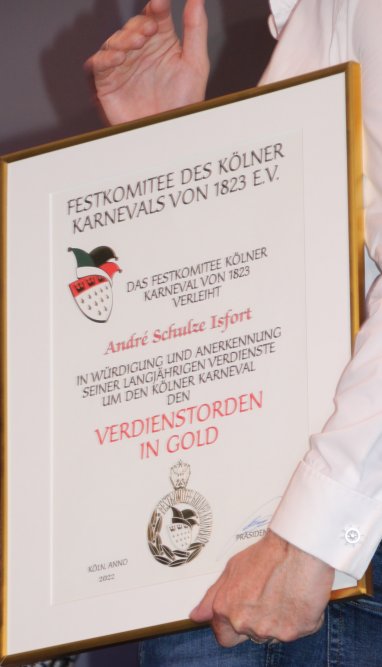 FESTKOMITEE DES KÖLNER
KARNEVALS VON 1823 E.V.
DAS FESTKOMITEE KÖLNER
KARNEVAL VON 1823
VERLEIHT
André Schulze Isfort
IN WÜRDIGUNG UND ANERKENNUNG
SEINER LANGJÄHRIGEN VERDIENSTE
UM DEN KÖLNER KARNEVAL
DEN
VERDIENSTORDEN
IN GOLD
KÖLN, ANNO
2022